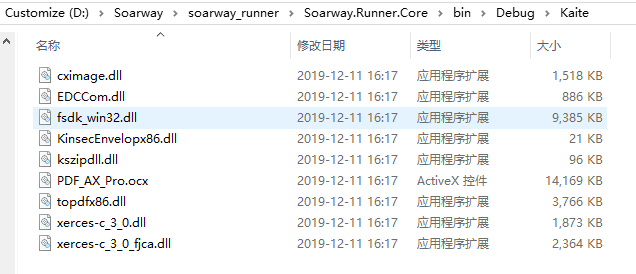 Customize (D:) > Soarway > soarway_runner > Soarway.Runner.Core > bin > Debug > Kaite
名称 修改日期 类型 大小
cximage.dll 2019-12-11 16:17 应用程序扩展 1,518 KB
EDCCom.dll 2019-12-11 16:17 应用程序扩展 886 KB
fsdk_win32.dll 2019-12-11 16:17 应用程序扩展 9,385 KB
KinsecEnvelopx86.dll 2019-12-11 16:17 应用程序扩展 21 KB
kszipdll.dll 2019-12-11 16:17 应用程序扩展 96 KB
PDF_AX_Pro.ocx 2019-12-11 16:17 ActiveX 控件 14,169 KB
topdfx86.dll 2019-12-11 16:17 应用程序扩展 3,766 KB
xerces-c_3_0.dll 2019-12-11 16:17 应用程序扩展 1,873 KB
xerces-c_3_0_fjca.dll 2019-12-11 16:17 应用程序扩展 2,364 KB